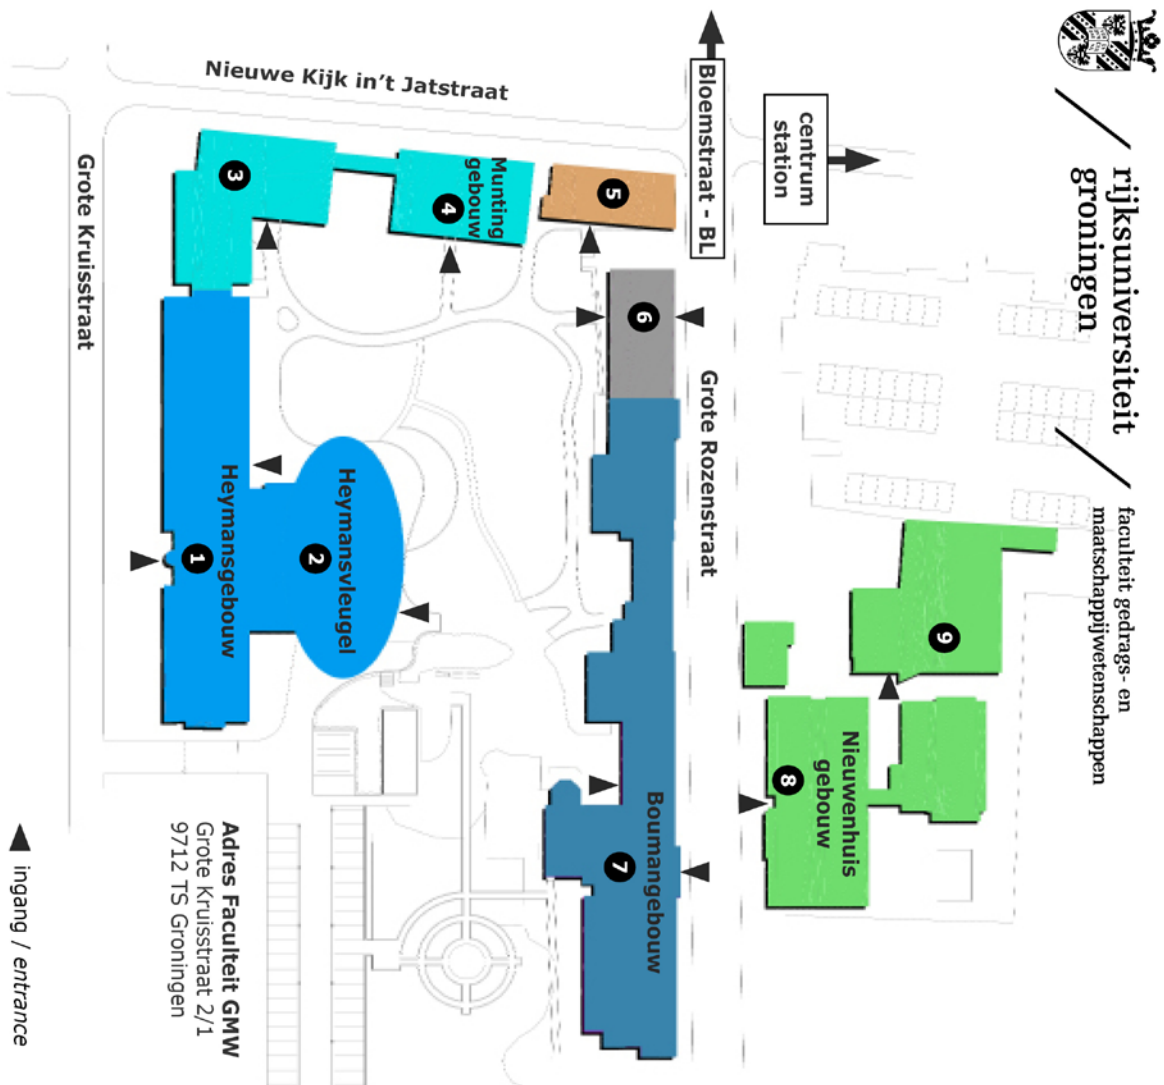 rijksuniversiteit
groningen
faculteit gedrags- en
maatschappijwetenschappen
centrum
station
Bloemstraat - BL
Nieuwe Kijk in't Jatstraat
Grote Kruisstraat
Grote Rozenstraat
3
4
Munting
gebouw
5
6
Heymansgebouw
1
Heymansvleugel
2
Boumangebouw
7
Nieuwenhuis
gebouw
8
9
Adres Faculteit GMW
Grote Kruisstraat 2/1
9712 TS Groningen
ingang / entrance